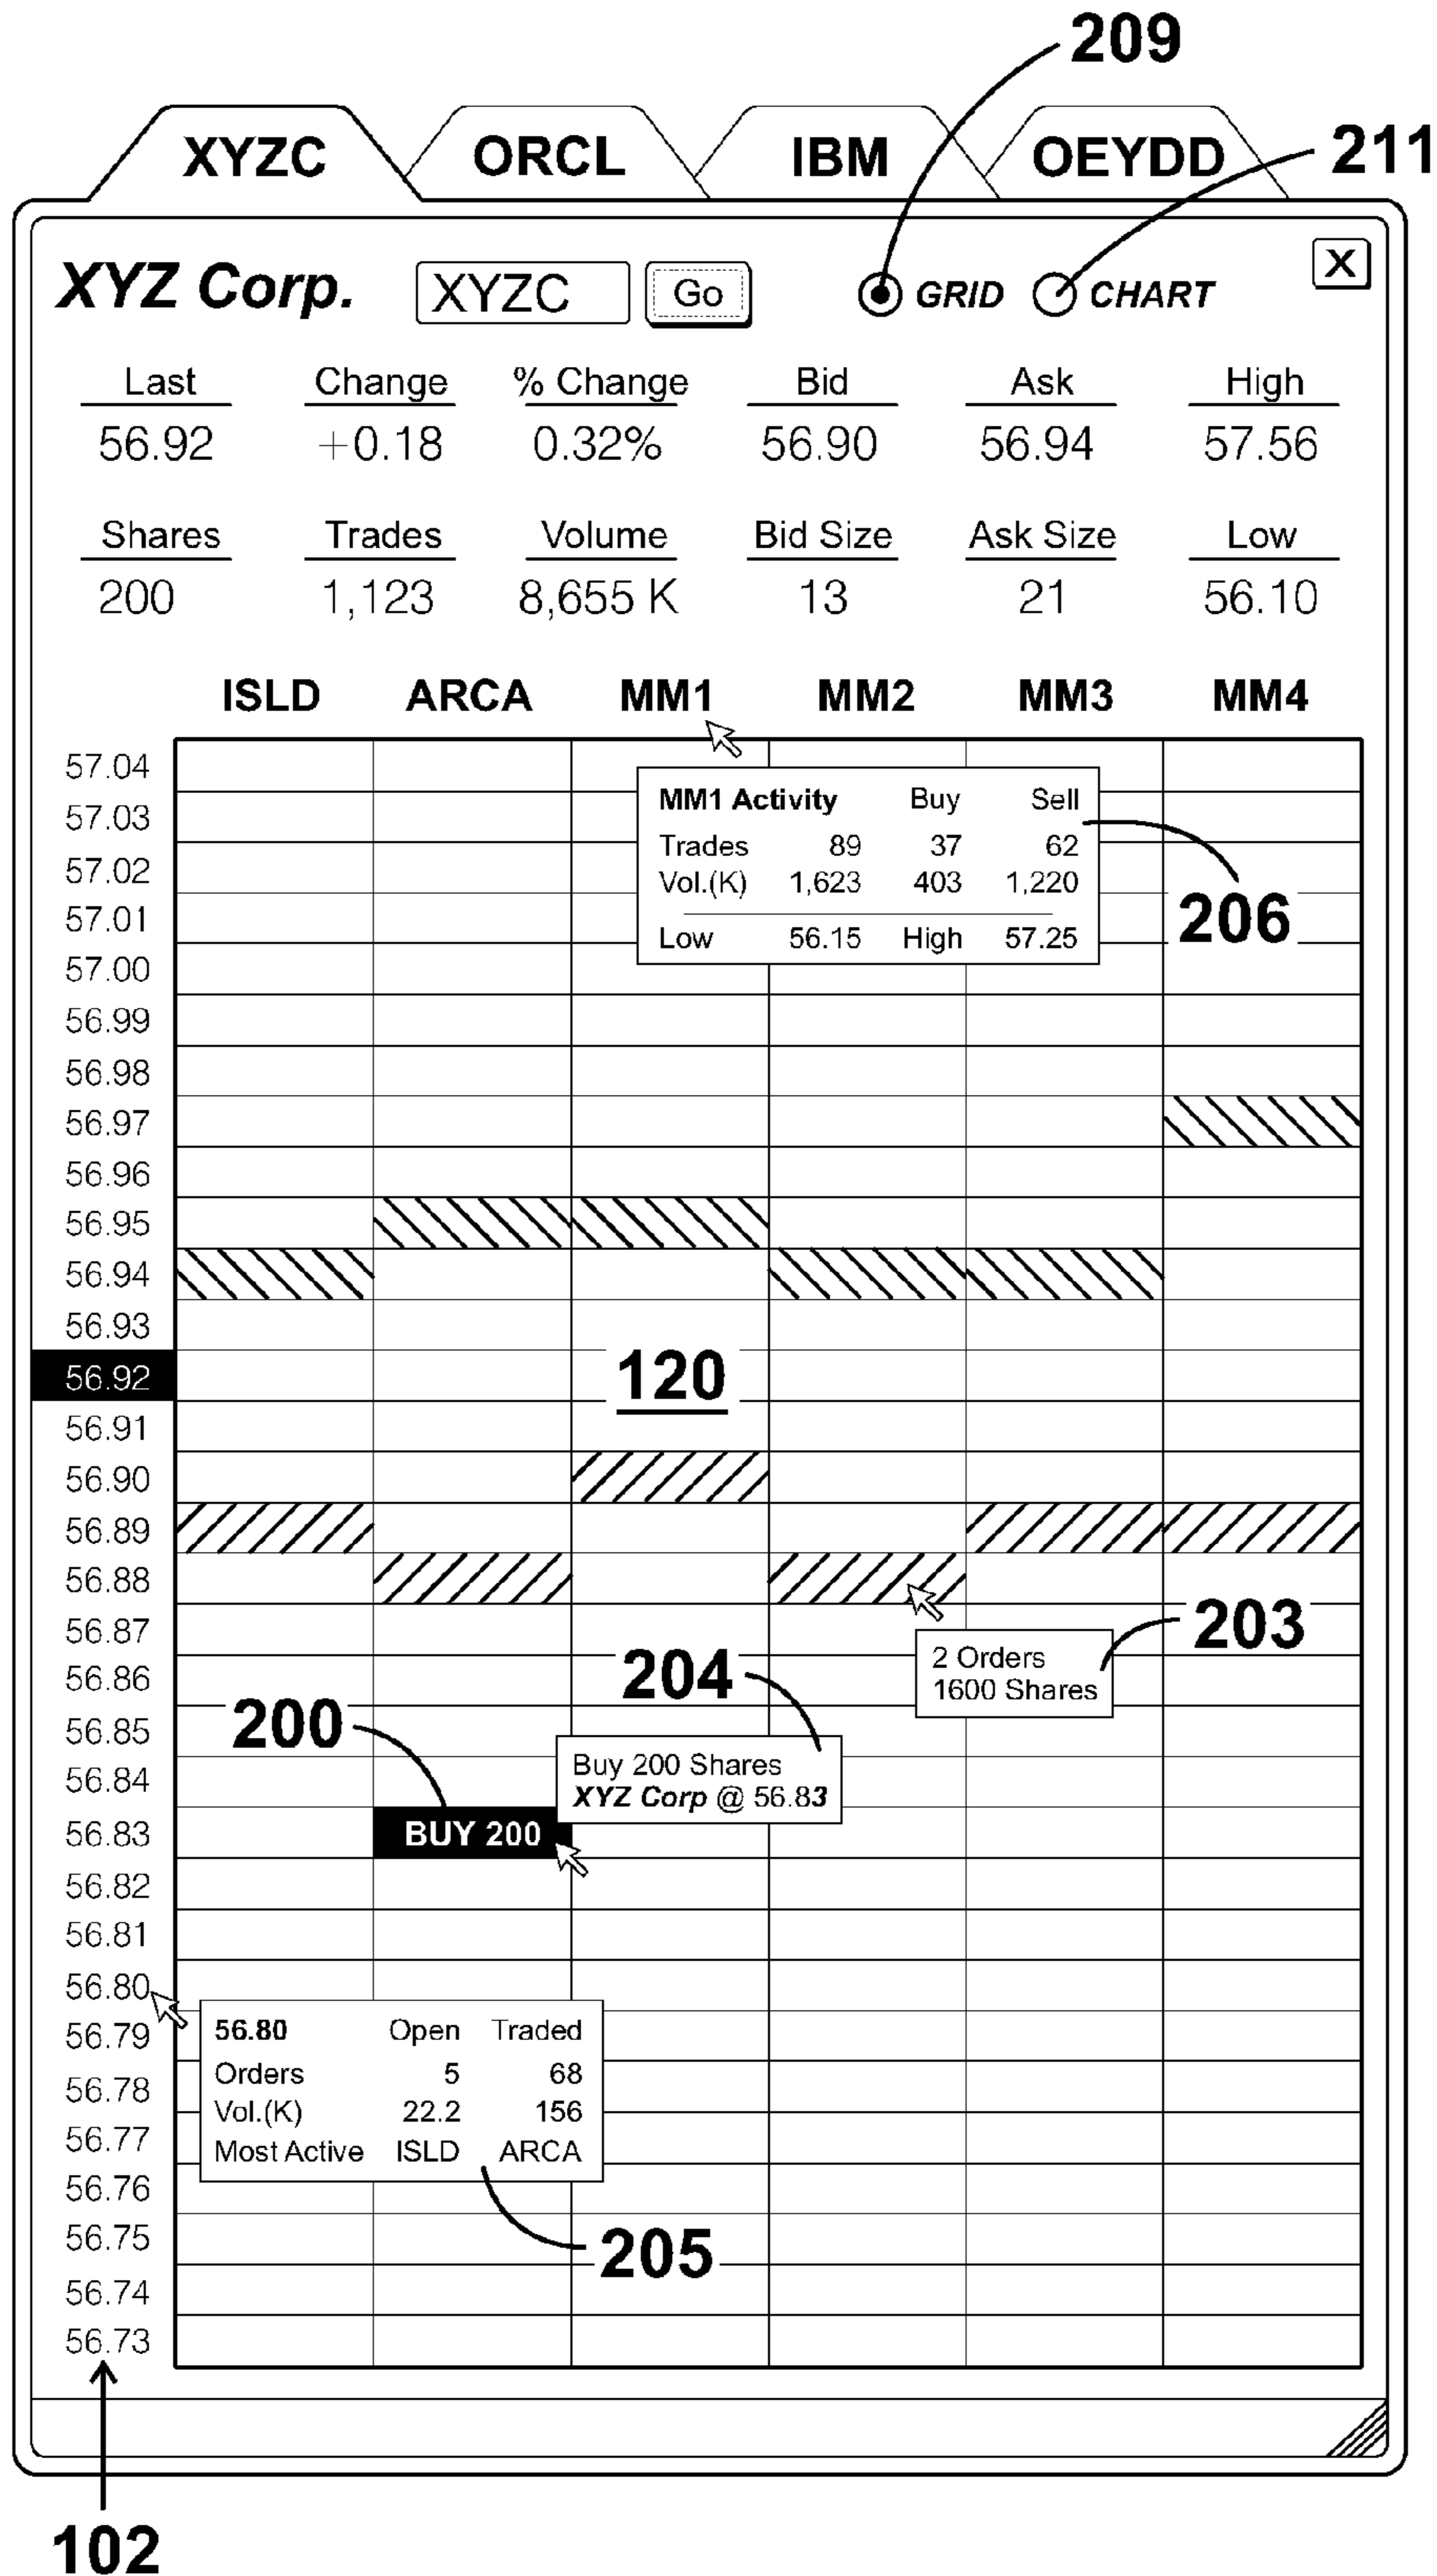 209
XYZC ORCL IBM OEYDD 211
XYZ Corp. XYZC Go GRID CHART X
Last Change % Change Bid Ask High
56.92 +0.18 0.32% 56.90 56.94 57.56
Shares Trades Volume Bid Size Ask Size Low
200 1,123 8,655 K 13 21 56.10
ISLD ARCA MM1 MM2 MM3 MM4
57.04
MM1 Activity Buy Sell
57.03
Trades 89 37 62
57.02
Vol.(K) 1,623 403 1,220
57.01 206
Low 56.15 High 57.25
57.00
56.99
56.98
56.97
56.96
56.95
56.94
56.93
56.92 120
56.91
56.90
56.89
56.88
56.87 203
2 Orders
56.86 204
1600 Shares
56.85 200
Buy 200 Shares
56.84
XYZ Corp @ 56.83
56.83 BUY 200
56.82
56.81
56.80
56.79 56.80 Open Traded
Orders 5 68
56.78
Vol.(K) 22.2 156
56.77 Most Active ISLD ARCA
56.76
56.75 205
56.74
56.73
102